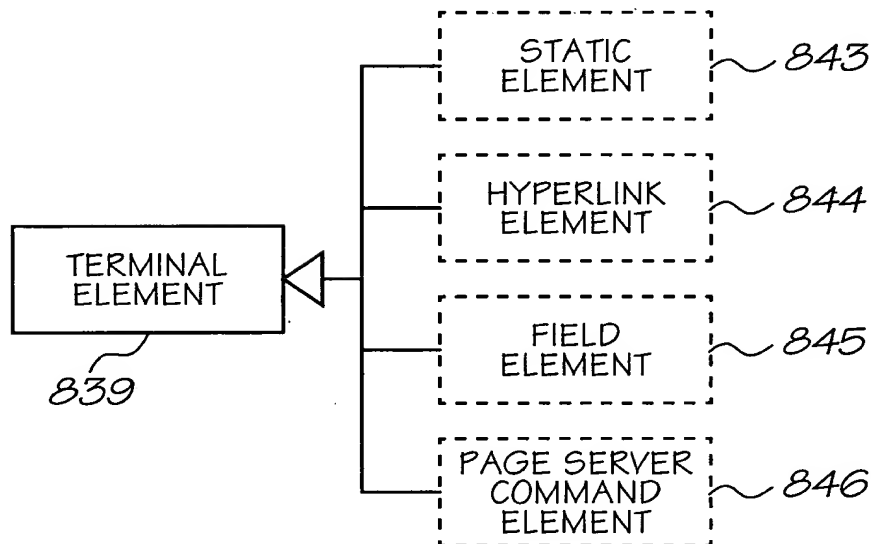 STATIC
ELEMENT
843
HYPERLINK
ELEMENT
844
TERMINAL
ELEMENT
839
FIELD
ELEMENT
845
PAGE SERVER
COMMAND
ELEMENT
846